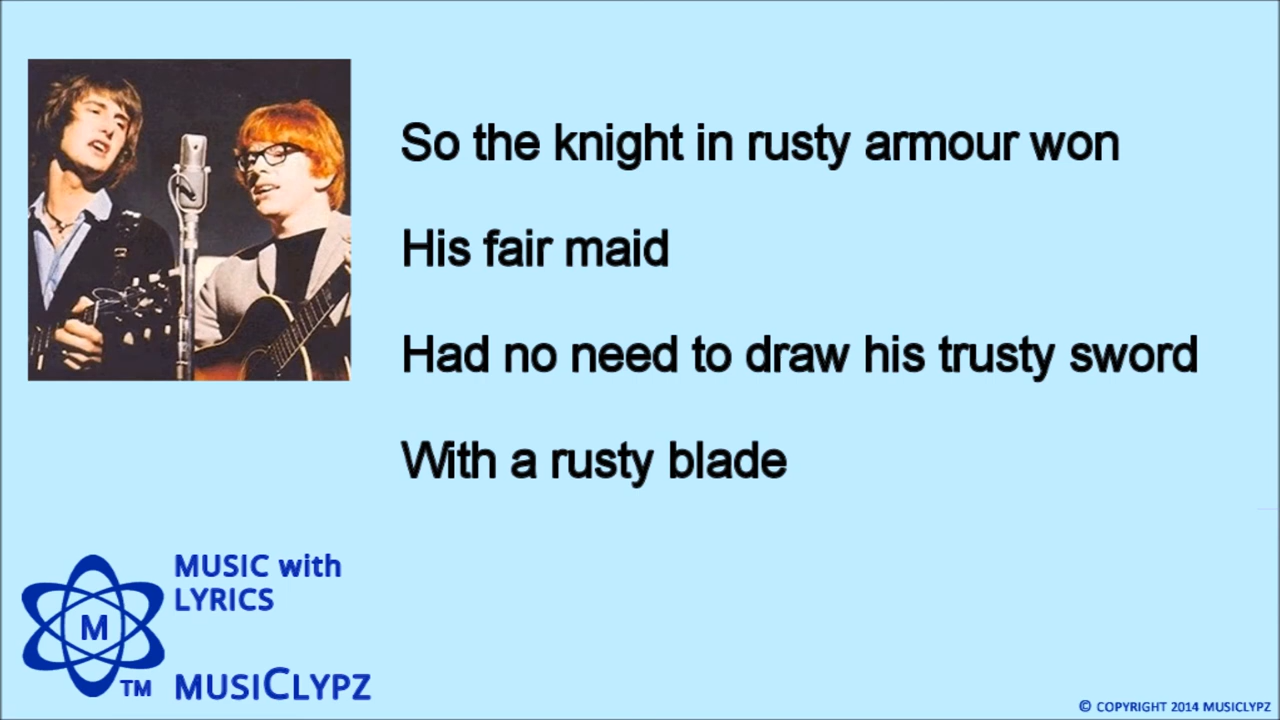 So the knight in rusty armour won
His fair maid
Had no need to draw his trusty sword
With a rusty blade
MUSIC with
LYRICS
M
TM
MUSICLYPZ
© COPYRIGHT 2014 MUSICLYPZ